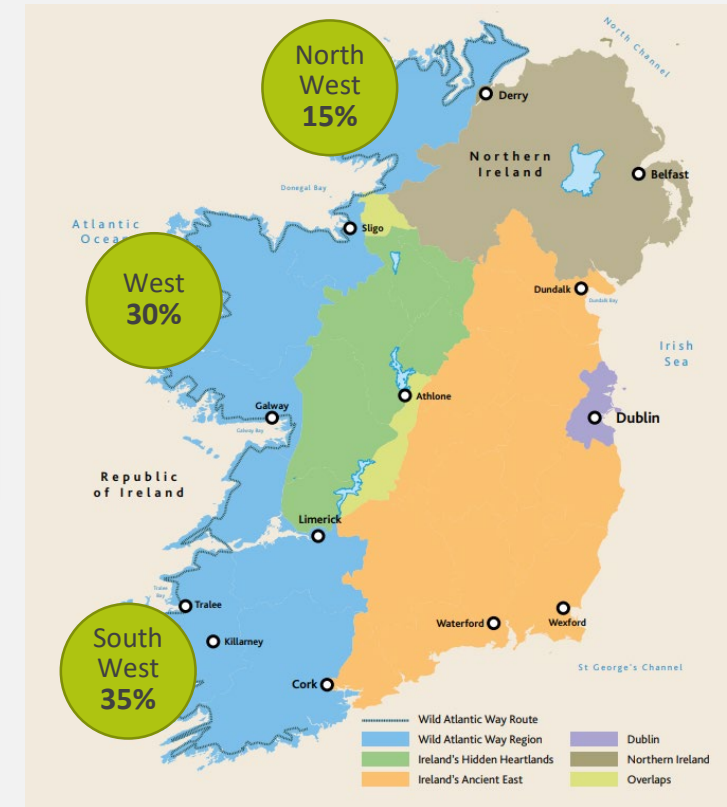 North
West
15%
North Channel
Derry
Northern
Ireland
Belfast
Donegal Bay
Atlantic
Ocea
Sligo
West
30%
Dundalk
Dundalk Bay
Irish
Sea
Athlone
Galway
Galway Bay
Dublin
Republic
of Ireland
Limerick
Tralee
Bay
Tralee
South
West
35%
Killarney
Waterford
Wexford
Cork
St George's Channel
Wild Atlantic Way Route
Wild Atlantic Way Region
Dublin
Ireland's Hidden Heartlands
Northern Ireland
Ireland's Ancient East
Overlaps